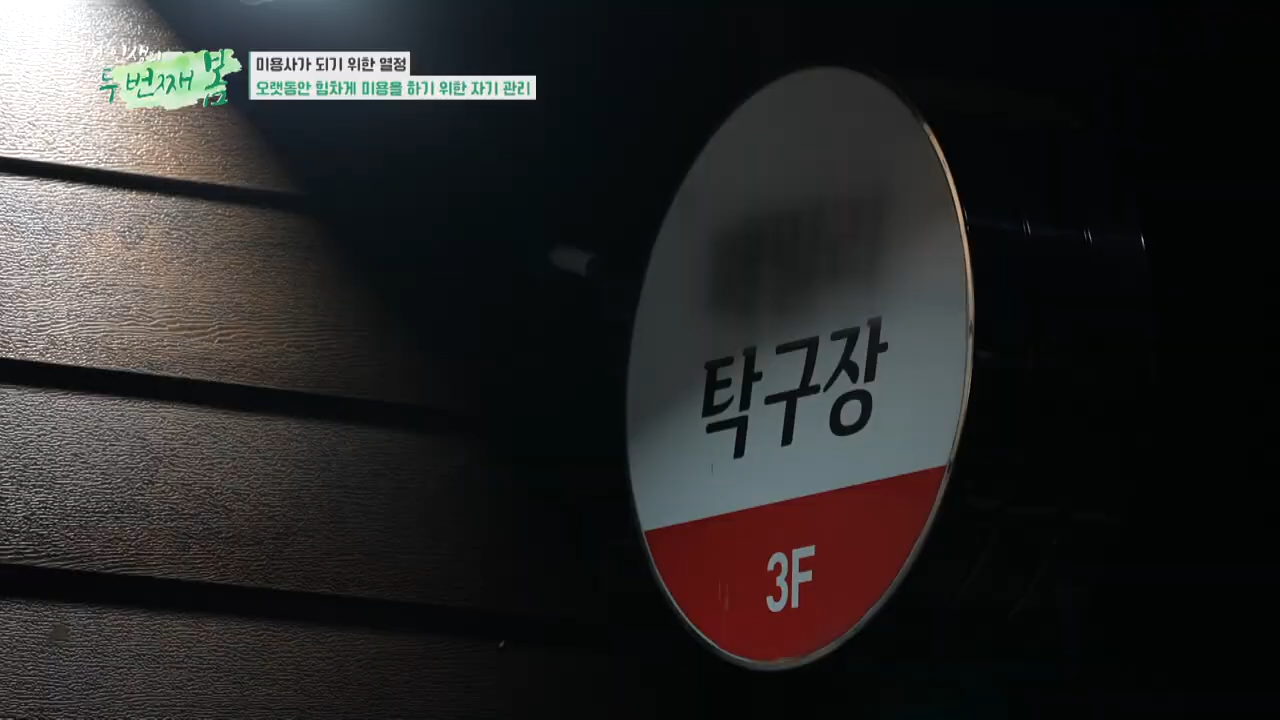 두 번째 봄
미용사가 되기 위한 열정
오랫동안 힘차게 미용을 하기 위한 자기 관리
탁구장
3F